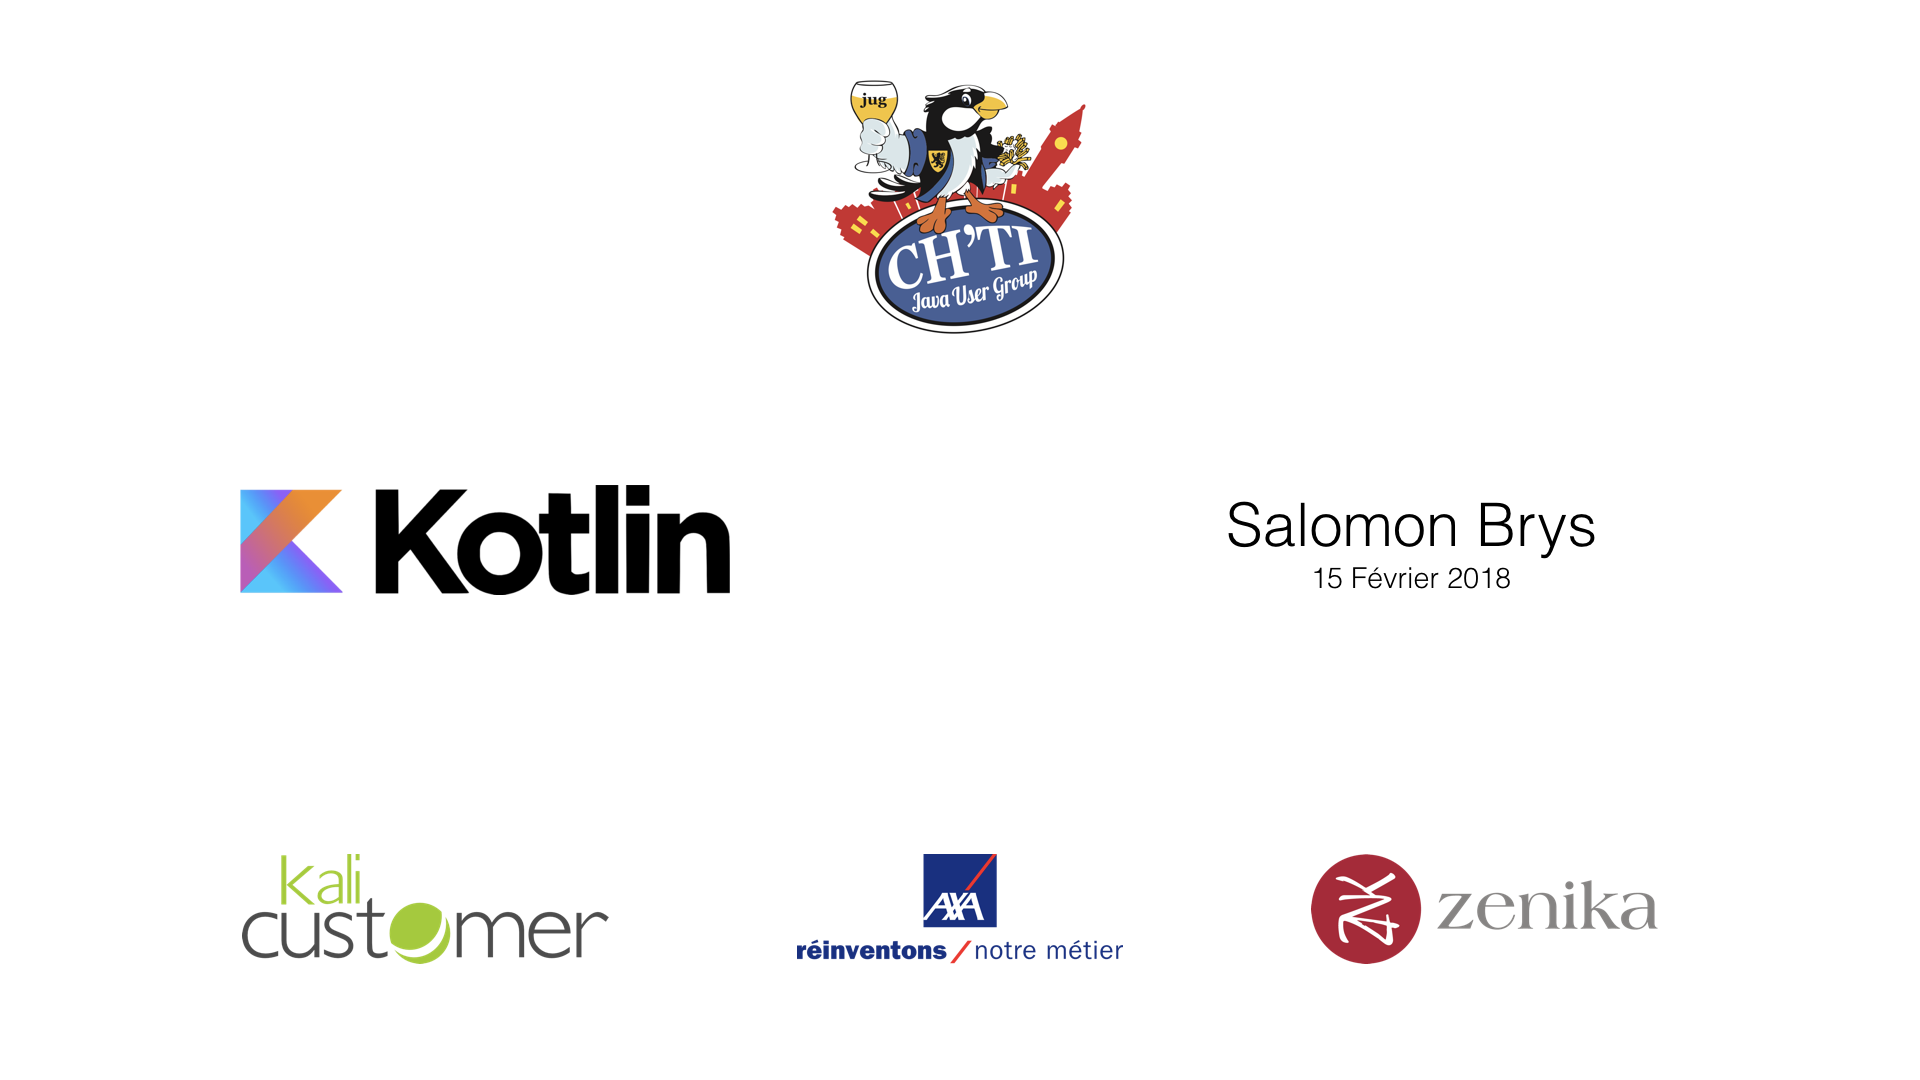 jug
CH'TI
Java User Group
Kotlin
Salomon Brys
15 Février 2018
kali
customer
AXA
réinventons / notre métier
zenika